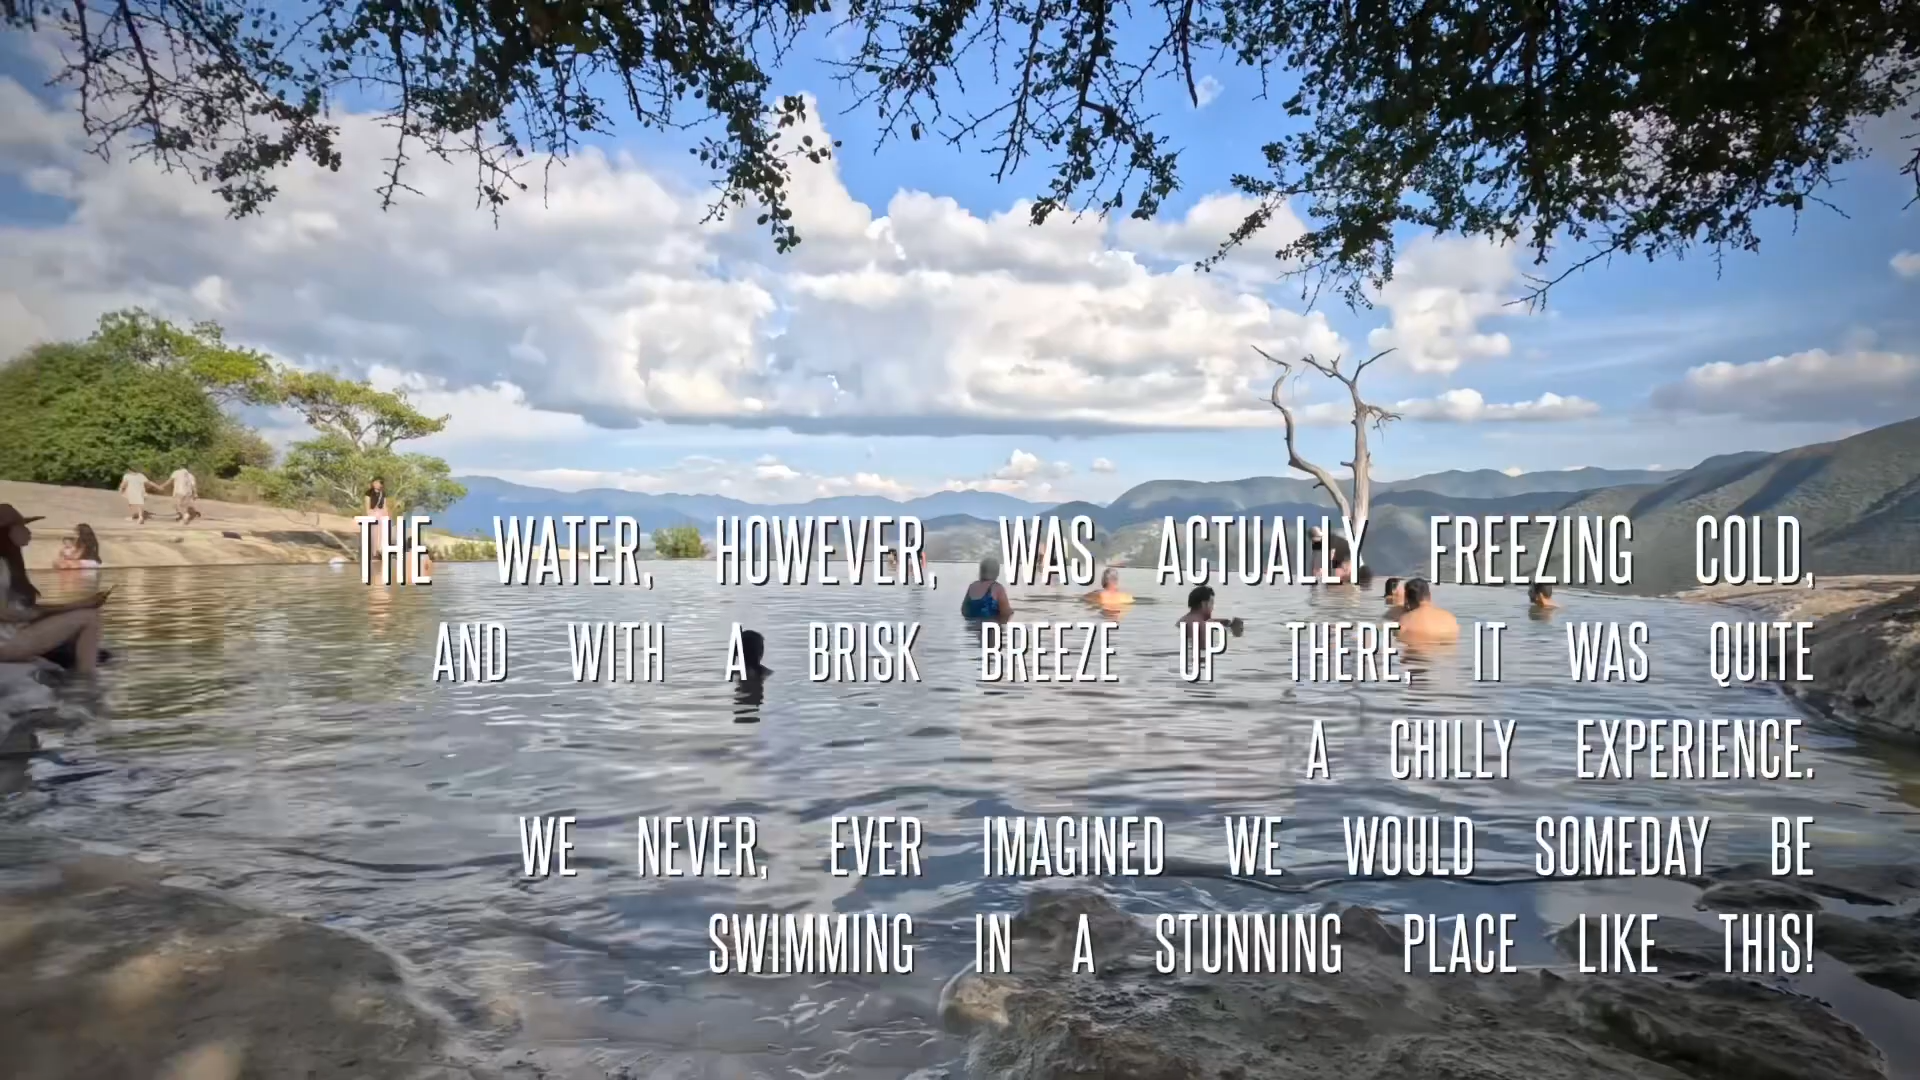 THE WATER, HOWEVER, WAS ACTUALLY FREEZING COLD,
AND WITH A BRISK BREEZE UP THERE, IT WAS QUITE
A CHILLY EXPERIENCE.
WE NEVER, EVER IMAGINED WE WOULD SOMEDAY BE
SWIMMING IN A STUNNING PLACE LIKE THIS!